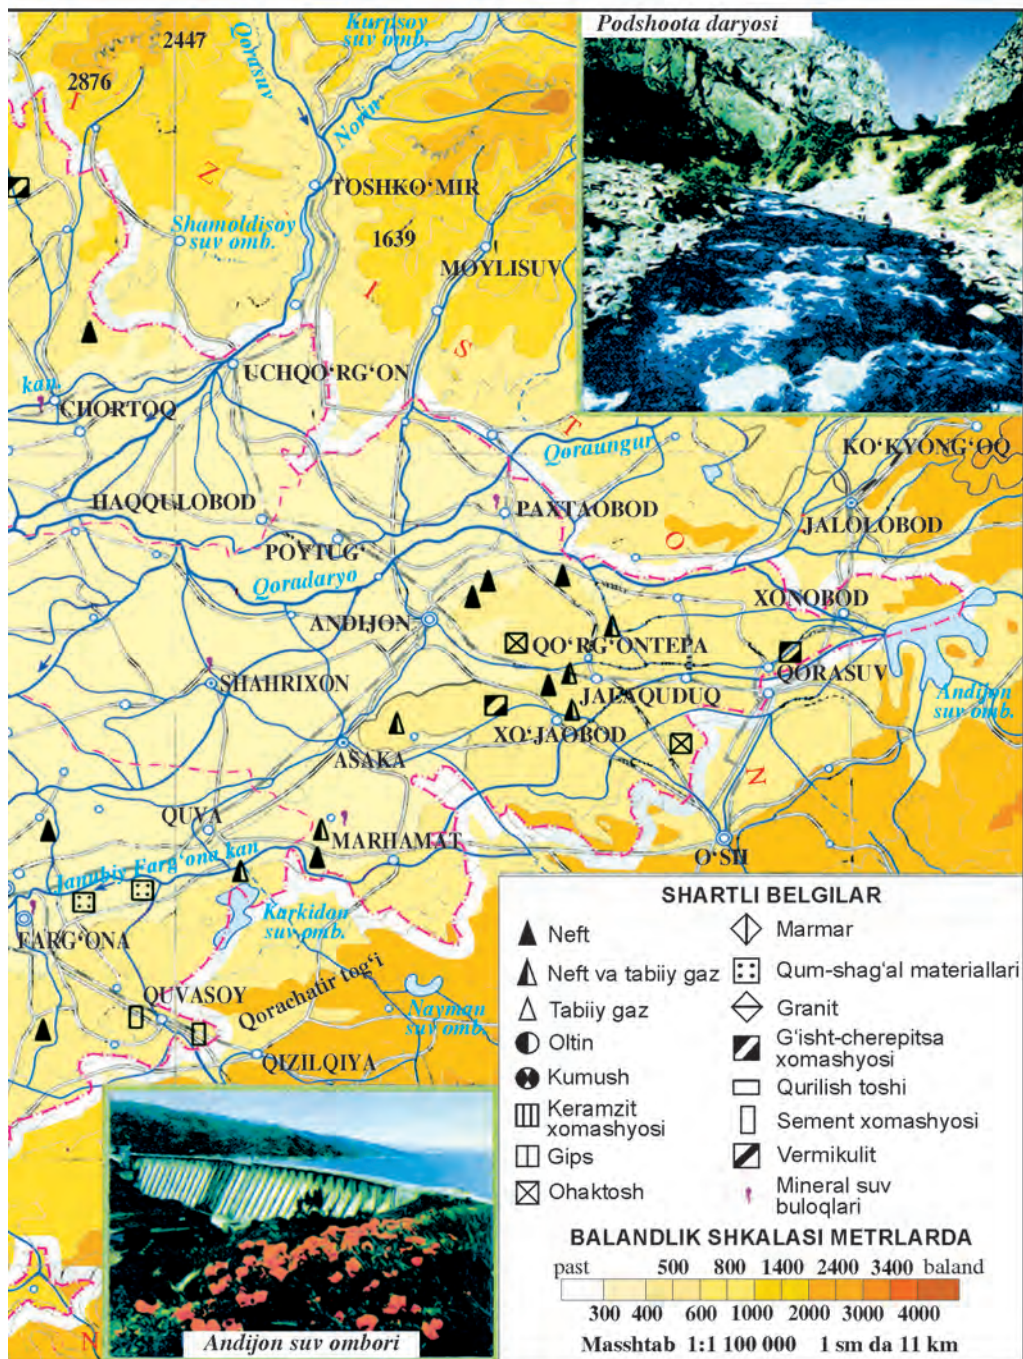 Kurpsoy
suv omb.
Podshoota daryosi
2447
Qorasuv
2876
Norin
I
Z
TOSHKO‘MIR
Shamoldisoy
suv omb.
1639
MOYLISUV
I
S
UCHQO‘RG‘ON
kan.
CHORTOQ
T
Qoraungur
KO‘KYONG‘OQ
HAQQULOBOD
PAXTAOBOD
JALOLOBOD
POYTUG‘
O
Qoradaryo
ANDIJON
XONOBOD
QO‘RG‘ONTEPA
SHAHRIXON
JALAQUDUQ
QORASUV
Andijon
suv omb.
XO‘JAOBOD
ASAKA
N
QUVA
MARHAMAT
O‘SH
Janubiy Farg‘ona kan
Karkidon
suv omb.
FARG‘ONA
Qorachatir tog‘i
QUVASOY
Nayman
suv omb.
QIZILQIYA
N
Andijon suv ombori
SHARTLI BELGILAR
Neft
Neft va tabiiy gaz
Tabiiy gaz
Oltin
Kumush
Keramzit
xomashyosi
Gips
Ohaktosh
Marmar
Qum-shag‘al materiallari
Granit
G‘isht-cherepitsa
xomashyosi
Qurilish toshi
Sement xomashyosi
Vermikulit
Mineral suv
buloqlari
BALANDLIK SHKALASI METRLARDA
past 500 800 1400 2400 3400 baland
300 400 600 1000 2000 3000 4000
Masshtab 1:1 100 000 1 sm da 11 km